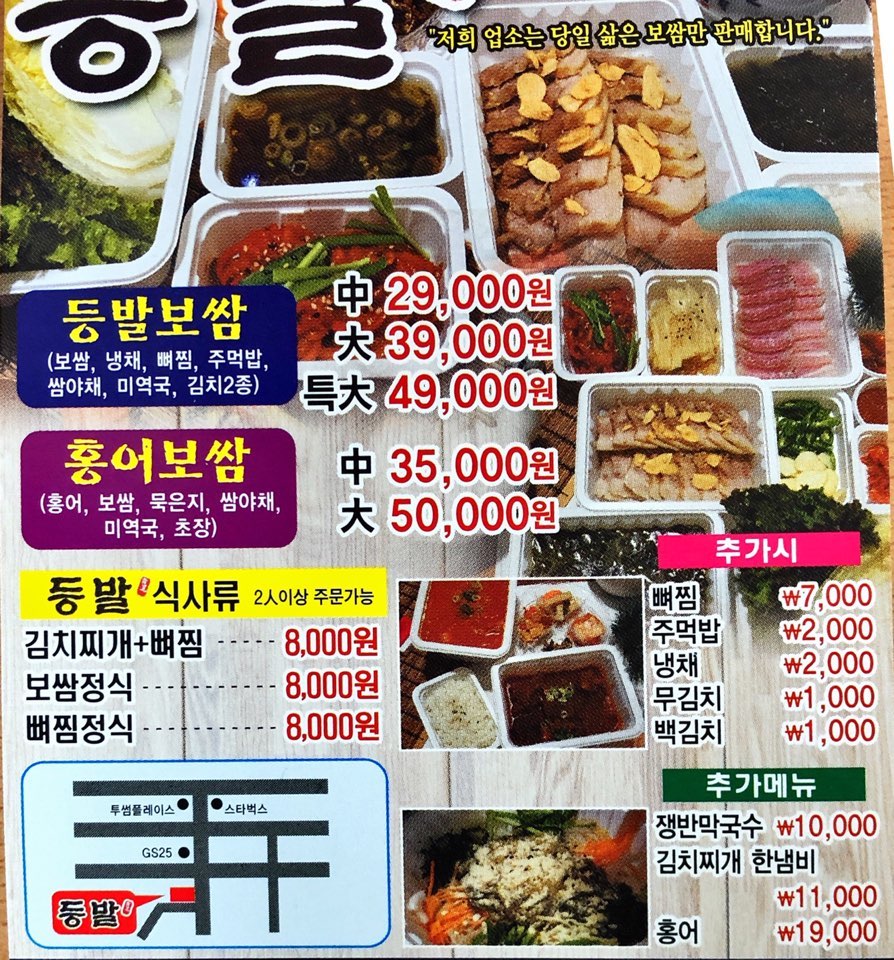 등발
"저희 업소는 당일 삶은 보쌈만 판매합니다."
등발보쌈
(보쌈, 냉채, 뼈찜, 주먹밥,
쌈야채, 미역국, 김치2종)
中 29,000원
大 39,000원
특大 49,000원
홍어보쌈
(홍어, 보쌈, 묵은지, 쌈야채,
미역국, 초장)
中 35,000원
大 50,000원
등발 식사류 2人이상 주문가능
김치찌개+뼈찜 ----- 8,000원
보쌈정식 ----------- 8,000원
뼈찜정식 ----------- 8,000원
추가시
뼈찜 ₩7,000
주먹밥 ₩2,000
냉채 ₩2,000
무김치 ₩1,000
백김치 ₩1,000
추가메뉴
쟁반막국수 ₩10,000
김치찌개 한냄비
₩11,000
홍어 ₩19,000
투썸플레이스
스타벅스
GS25
등발